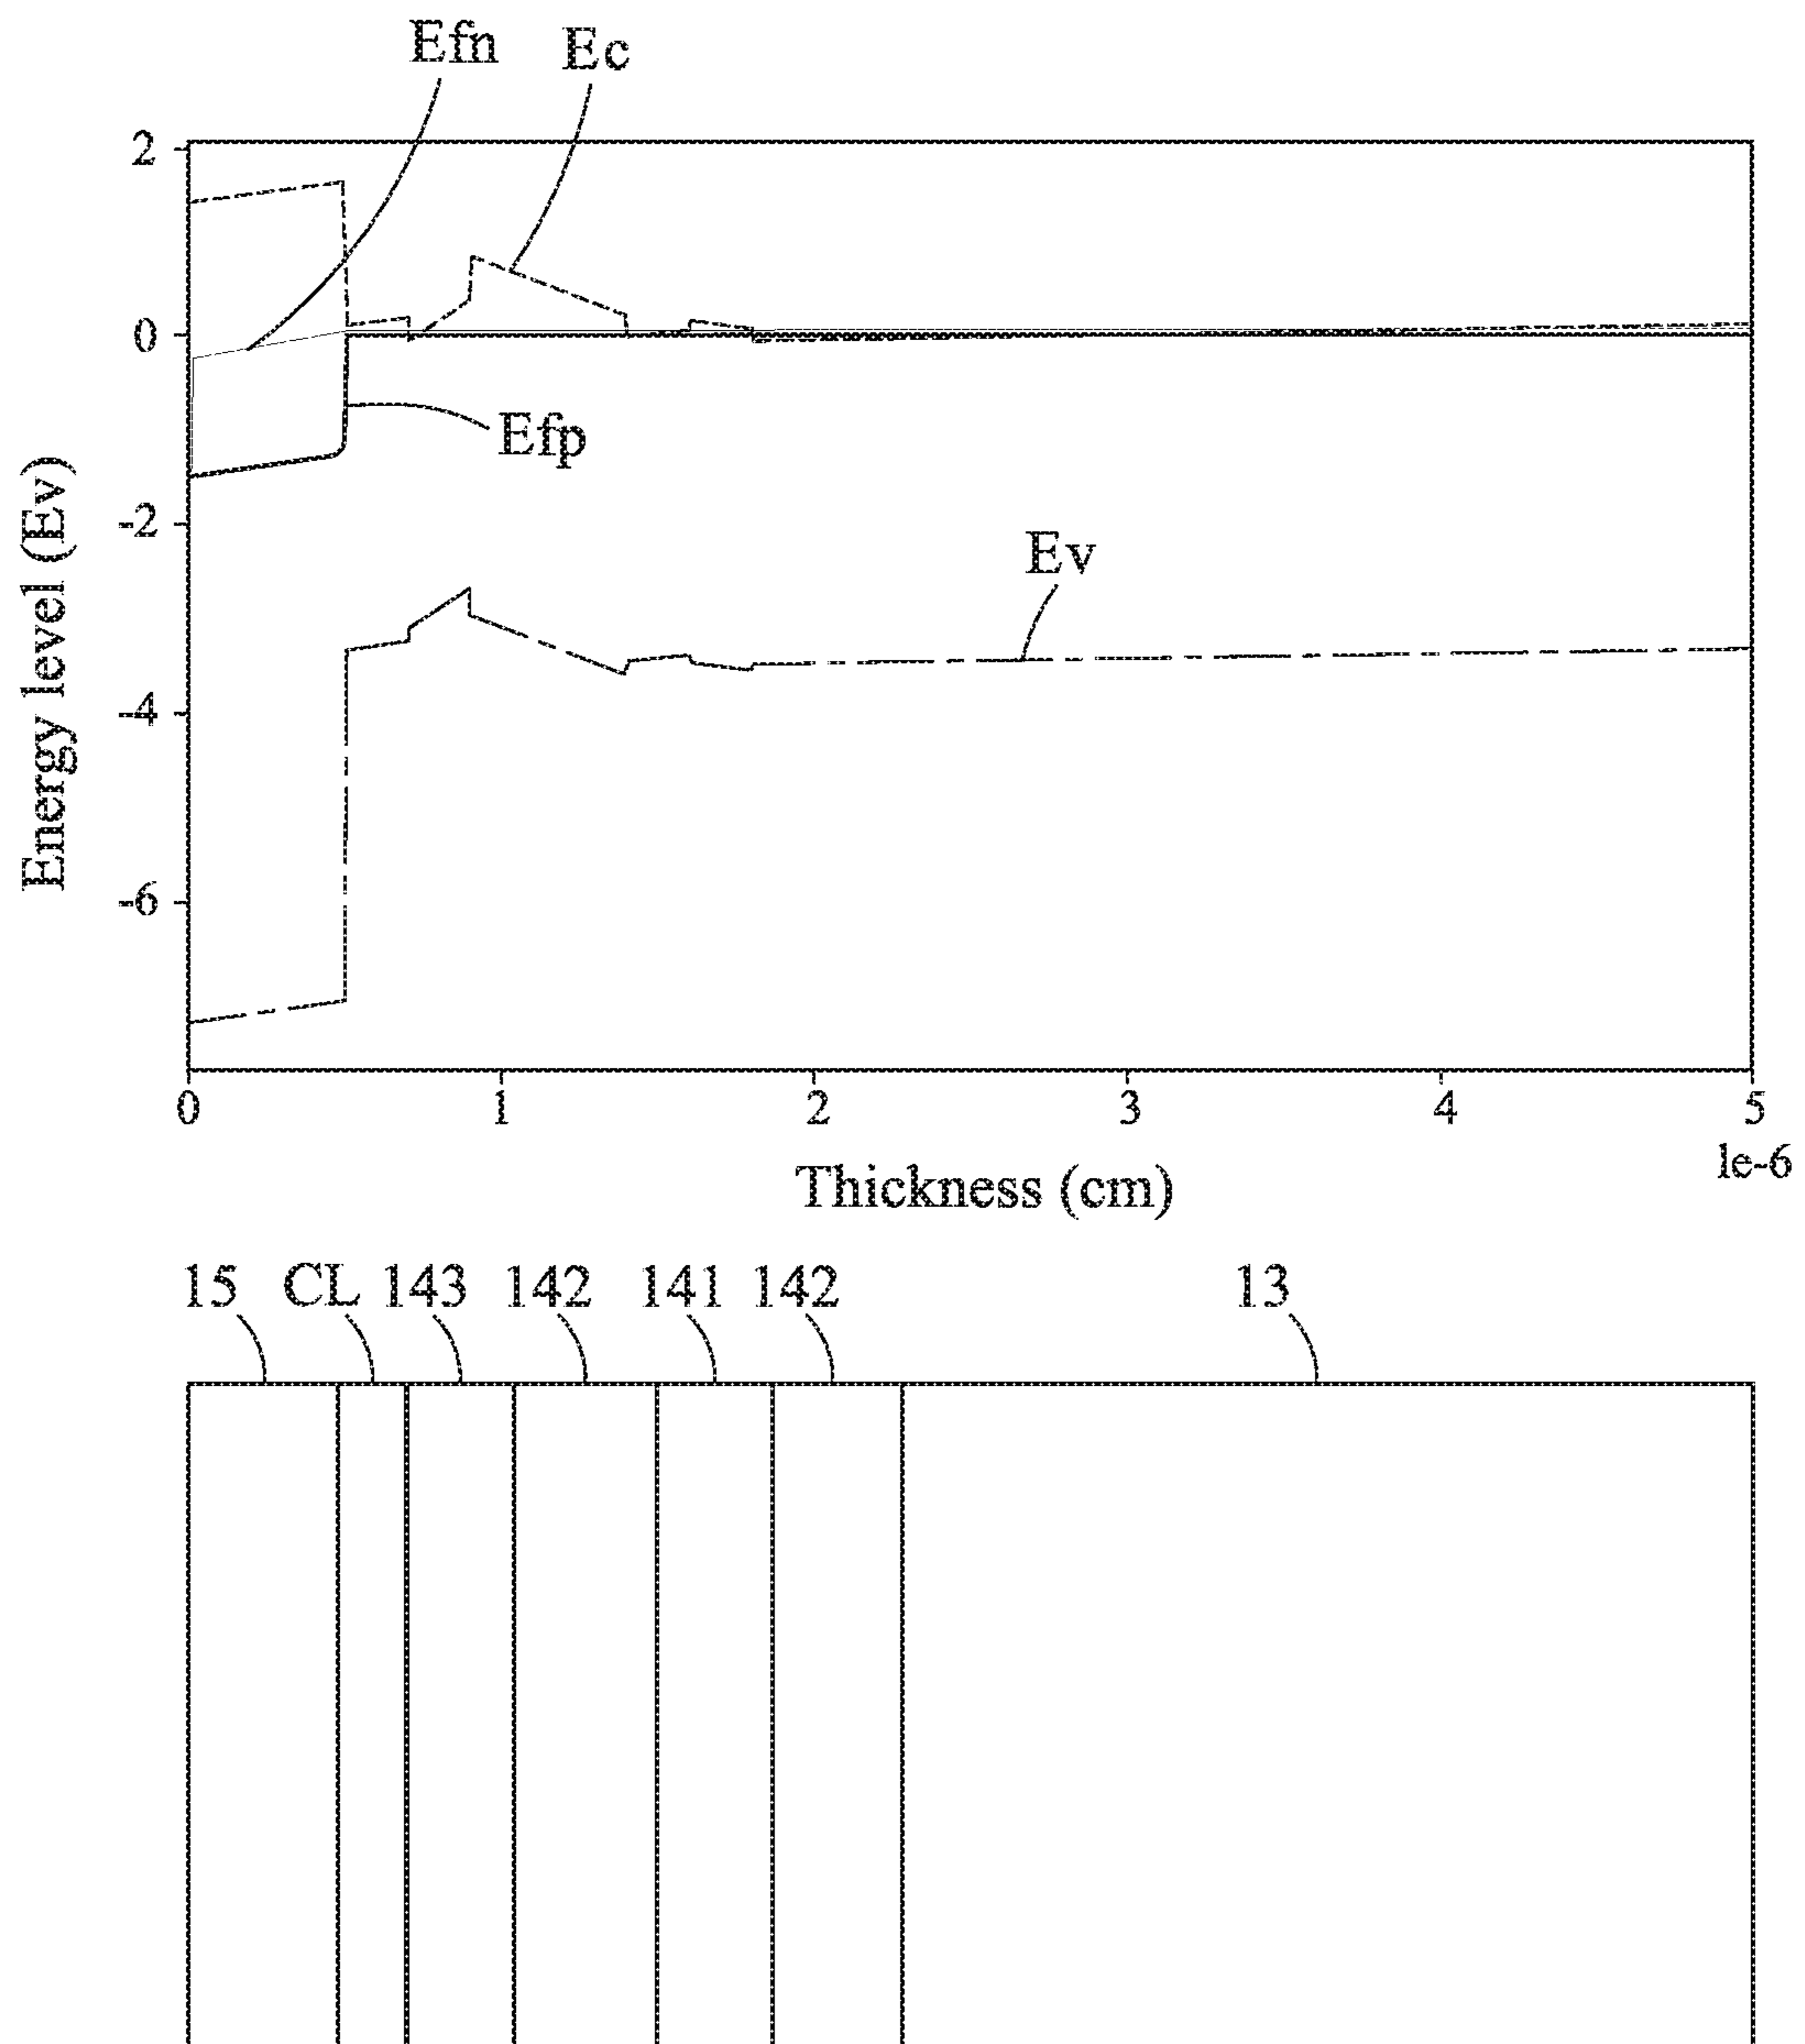 Efn Ec
2
0
Efp
-2
Ev
-4
-6
Energy level (Ev)
0 1 2 3 4 5
1e-6
Thickness (cm)
15 CL 143 142 141 142 13